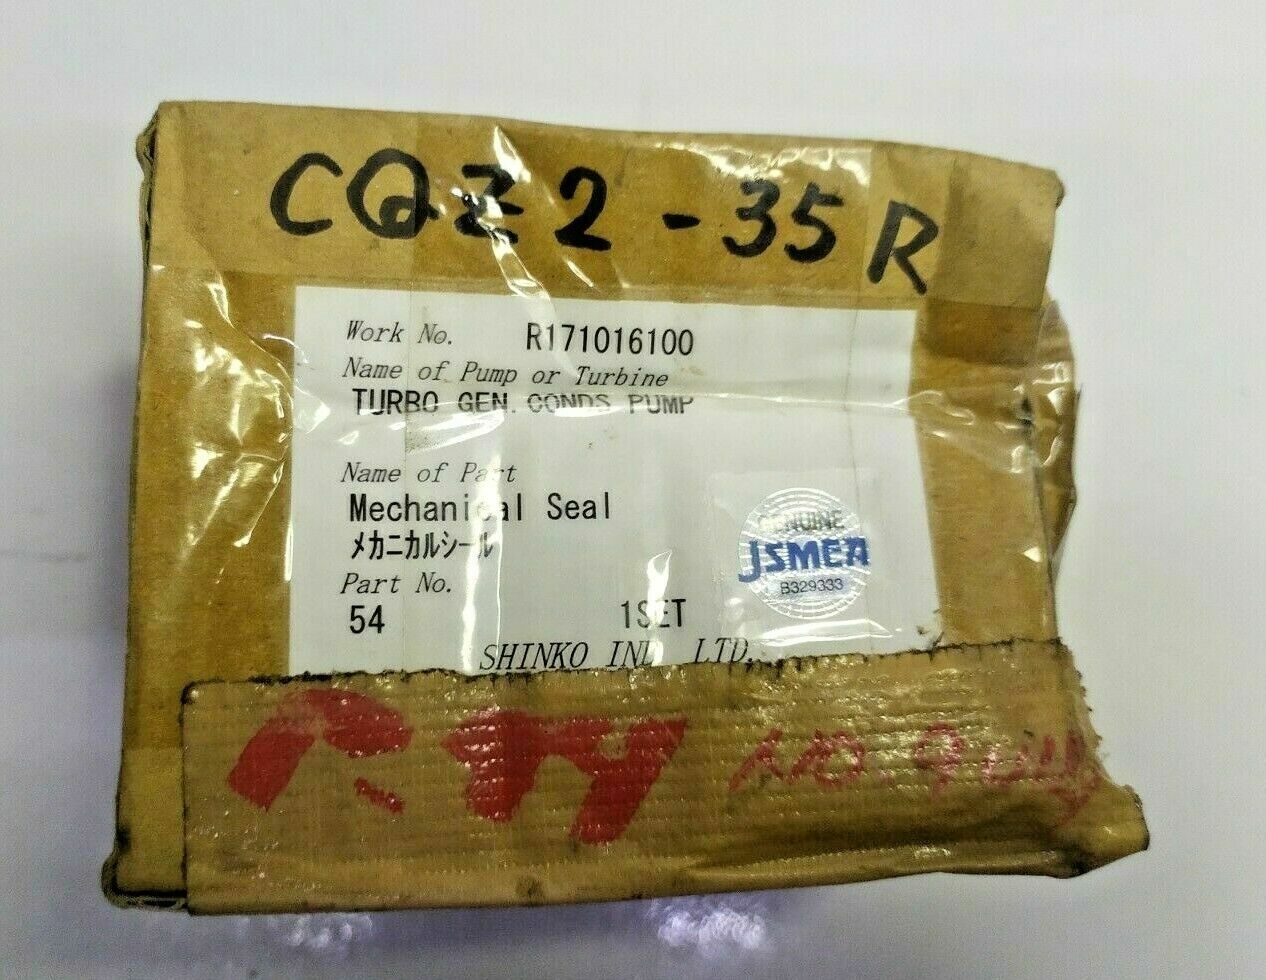 CQZ2-35R
Work No. R171016100
Name of Pump or Turbine
TURBO GEN. CONDS PUMP
Name of Part
Mechanical Seal
メカニカルシール
GENUINE
JSMEA
B329333
Part No.
54 1SET
SHINKO IND. LTD.
NO.